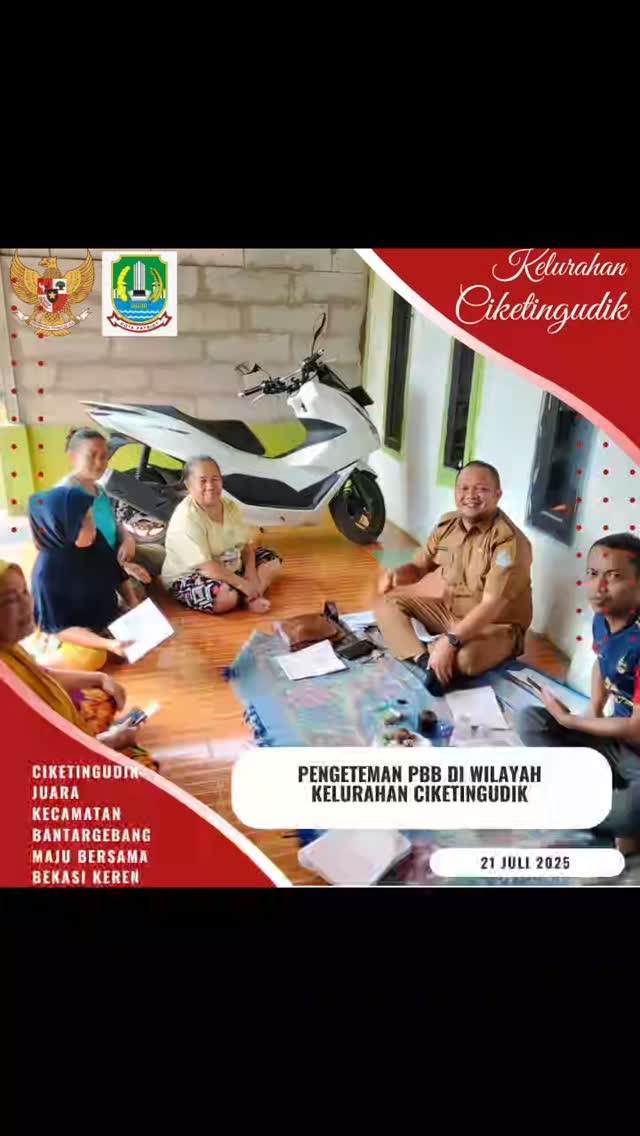 Kelurahan
Ciketingudik
CIKETINGUDIK
JUARA
KECAMATAN
BANTARGEBANG
MAJU BERSAMA
BEKASI KEREN
PENGETEMAN PBB DI WILAYAH
KELURAHAN CIKETINGUDIK
21 JULI 2025